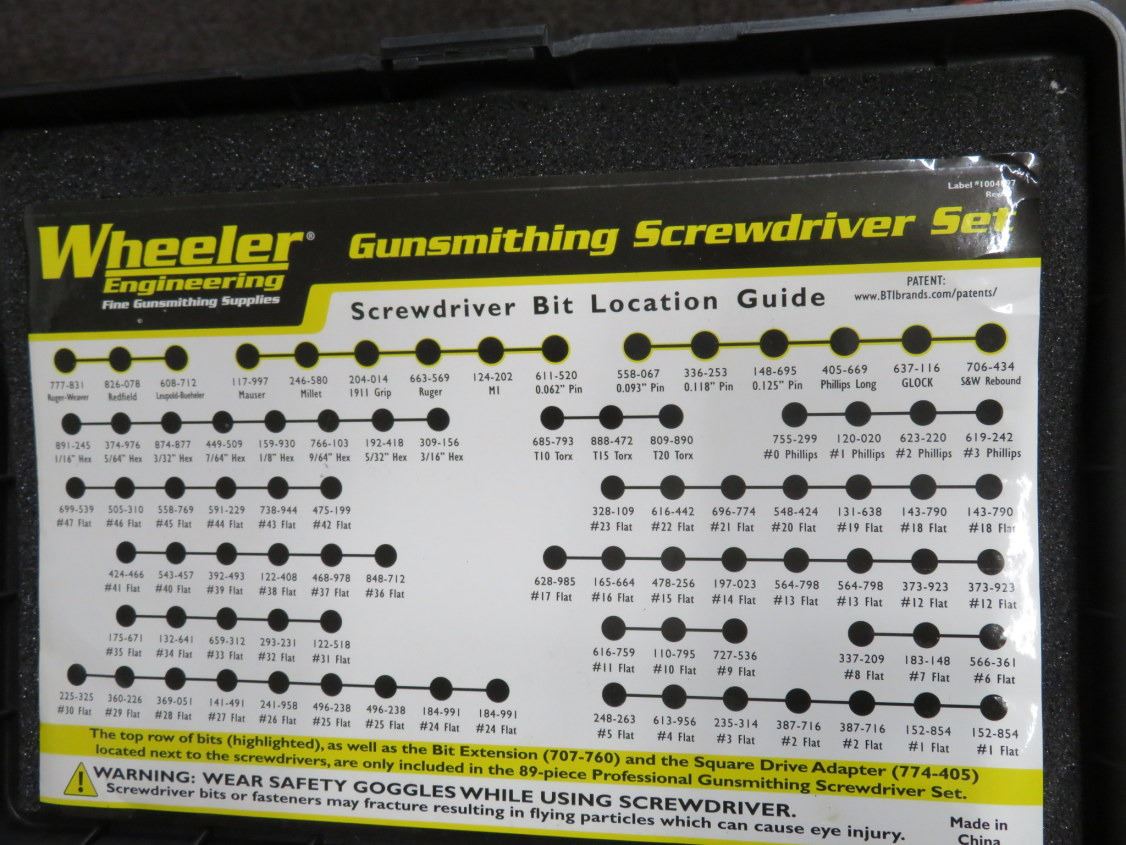 Label #1004
Wheeler®
Engineering
Fine Gunsmithing Supplies
Gunsmithing Screwdriver Set
Screwdriver Bit Location Guide
PATENT:
www.BTIbrands.com/patents/
777-831 826-078 608-712 117-997 246-580 204-014 663-569 124-202 611-520 558-067 336-253 148-695 405-669 637-116 706-434
Ruger-Weaver Redfield Leupold-Bueheler Mauser Millet 1911 Grip Ruger M1 0.062" Pin 0.093" Pin 0.118" Pin 0.125" Pin Phillips Long GLOCK S&W Rebound
891-245 374-976 874-877 449-509 159-930 766-103 192-418 309-156 685-793 888-472 809-890 755-299 120-020 623-220 619-242
1/16" Hex 5/64" Hex 3/32" Hex 7/64" Hex 1/8" Hex 9/64" Hex 5/32" Hex 3/16" Hex T10 Torx T15 Torx T20 Torx #0 Phillips #1 Phillips #2 Phillips #3 Phillips
699-539 505-310 558-769 591-229 738-944 475-199 328-109 616-442 696-774 548-424 131-638 143-790 143-790
#47 Flat #46 Flat #45 Flat #44 Flat #43 Flat #42 Flat #23 Flat #22 Flat #21 Flat #20 Flat #19 Flat #18 Flat #18 Flat
424-466 543-457 392-493 122-408 468-978 848-712 628-985 165-664 478-256 197-023 564-798 564-798 373-923 373-923
#41 Flat #40 Flat #39 Flat #38 Flat #37 Flat #36 Flat #17 Flat #16 Flat #15 Flat #14 Flat #13 Flat #13 Flat #12 Flat #12 Flat
175-671 132-641 659-312 293-231 122-518 616-759 110-795 727-536 337-209 183-148 566-361
#35 Flat #34 Flat #33 Flat #32 Flat #31 Flat #11 Flat #10 Flat #9 Flat #8 Flat #7 Flat #6 Flat
225-325 360-226 369-051 141-491 241-958 496-238 496-238 184-991 184-991 248-263 613-956 235-314 387-716 387-716 152-854 152-854
#30 Flat #29 Flat #28 Flat #27 Flat #26 Flat #25 Flat #25 Flat #24 Flat #24 Flat #5 Flat #4 Flat #3 Flat #2 Flat #2 Flat #1 Flat #1 Flat
The top row of bits (highlighted), as well as the Bit Extension (707-760) and the Square Drive Adapter (774-405)
located next to the screwdrivers, are only included in the 89-piece Professional Gunsmithing Screwdriver Set.
WARNING: WEAR SAFETY GOGGLES WHILE USING SCREWDRIVER.
Screwdriver bits or fasteners may fracture resulting in flying particles which can cause eye injury.
Made in
China